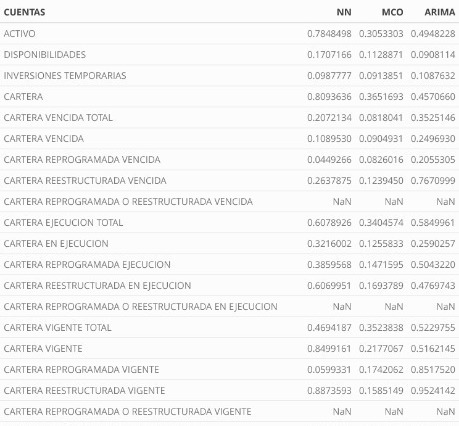 CUENTAS NN MCO ARIMA
ACTIVO 0.7848498 0.3053303 0.4948228
DISPONIBILIDADES 0.1707166 0.1128871 0.0908114
INVERSIONES TEMPORARIAS 0.0987777 0.0913851 0.1087632
CARTERA 0.8093636 0.3651693 0.4570660
CARTERA VENCIDA TOTAL 0.2072134 0.0818041 0.3525146
CARTERA VENCIDA 0.1089530 0.0904931 0.2496930
CARTERA REPROGRAMADA VENCIDA 0.0449266 0.0826016 0.2055305
CARTERA REESTRUCTURADA VENCIDA 0.2637875 0.1239450 0.7670999
CARTERA REPROGRAMADA O REESTRUCTURADA VENCIDA NaN NaN NaN
CARTERA EJECUCION TOTAL 0.6078926 0.3404574 0.5849961
CARTERA EN EJECUCION 0.3216002 0.1255833 0.2590257
CARTERA REPROGRAMADA EJECUCION 0.3859568 0.1471595 0.5043220
CARTERA REESTRUCTURADA EN EJECUCION 0.6069951 0.1693789 0.4769743
CARTERA REPROGRAMADA O REESTRUCTURADA EN EJECUCION NaN NaN NaN
CARTERA VIGENTE TOTAL 0.4694187 0.3523838 0.5229755
CARTERA VIGENTE 0.8499161 0.2177067 0.5162145
CARTERA REPROGRAMADA VIGENTE 0.0599331 0.1742062 0.8517520
CARTERA REESTRUCTURADA VIGENTE 0.8873593 0.1585149 0.9524142
CARTERA REPROGRAMADA O REESTRUCTURADA VIGENTE NaN NaN NaN